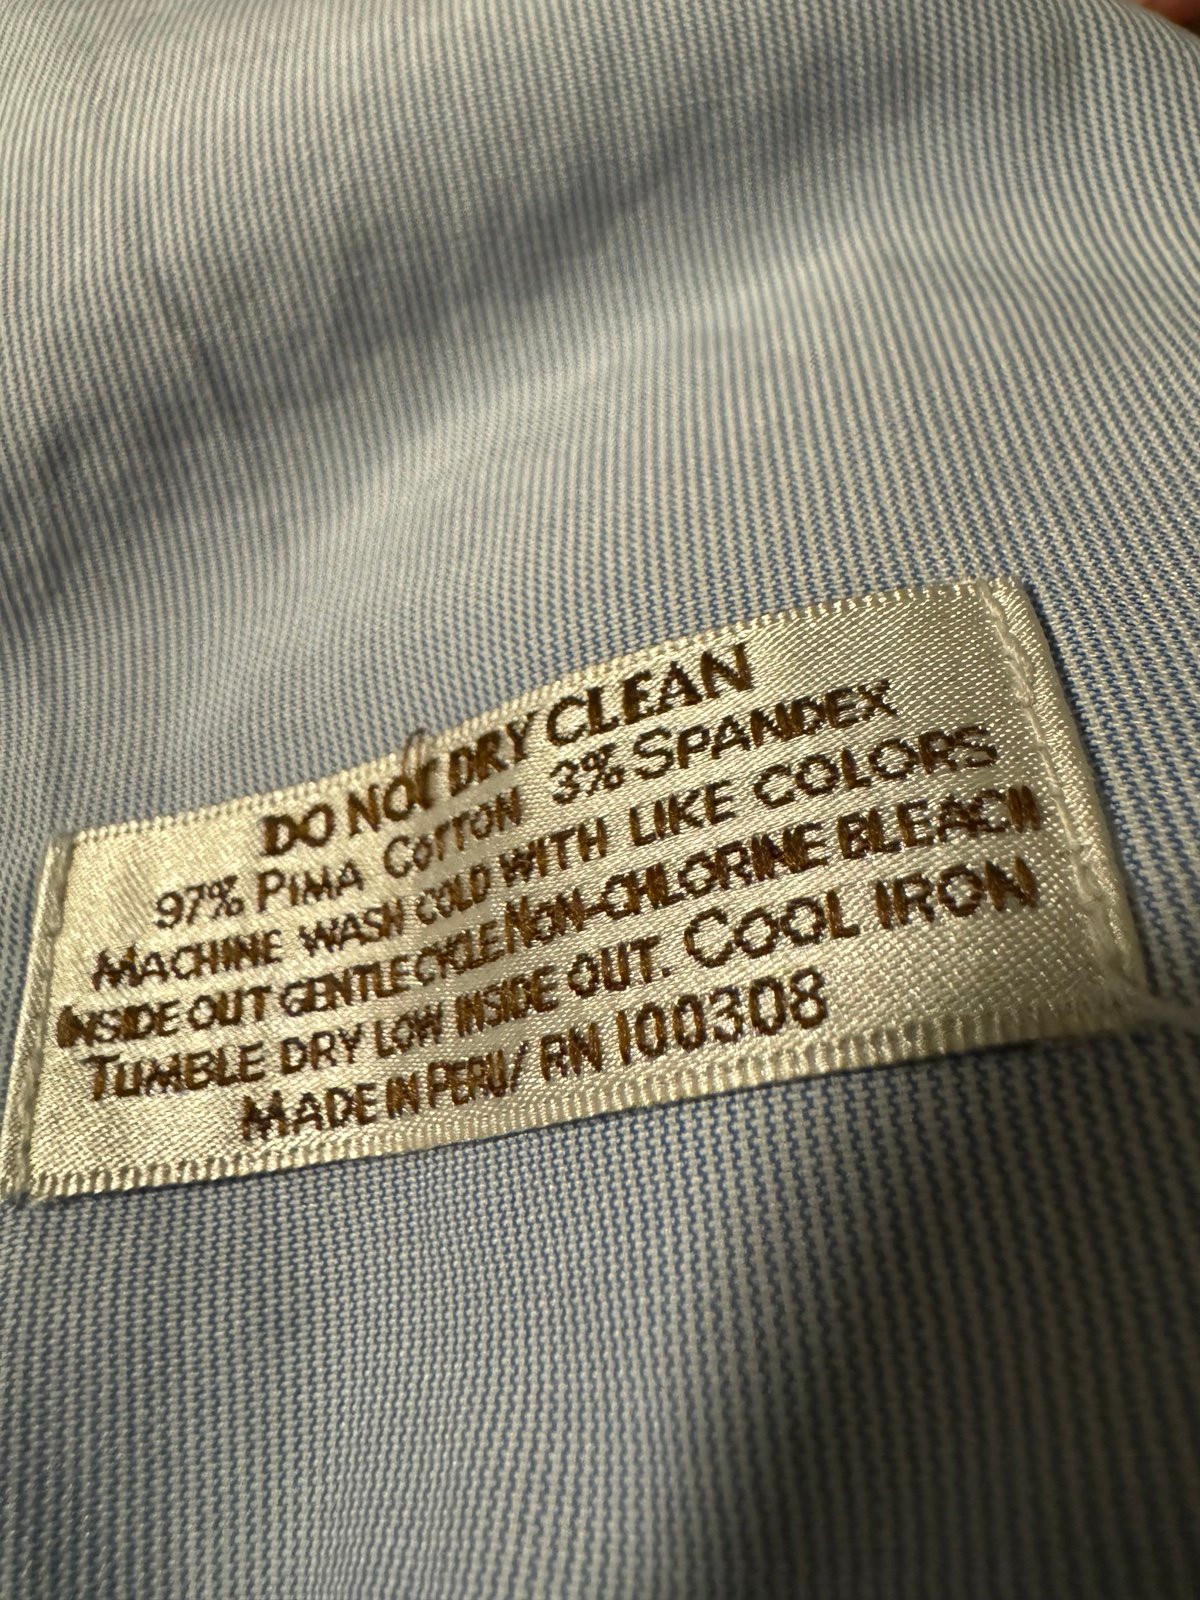 DO NOT DRY CLEAN
97% PIMA COTTON 3% SPANDEX
MACHINE WASH COLD WITH LIKE COLORS
INSIDE OUT GENTLE CYCLE NON-CHLORINE BLEACH
TUMBLE DRY LOW INSIDE OUT. COOL IRON
MADE IN PERU/ RN 100308